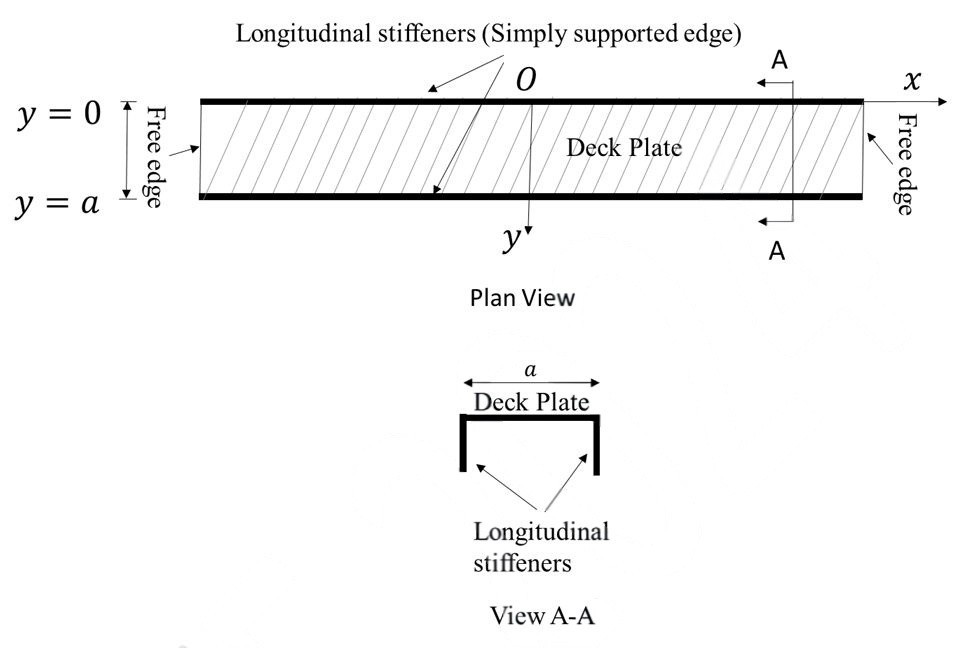 Longitudinal stiffeners (Simply supported edge)
A
O
x
y = 0
Free edge
Deck Plate
Free edge
y = a
y
A
Plan View
a
Deck Plate
Longitudinal
stiffeners
View A-A